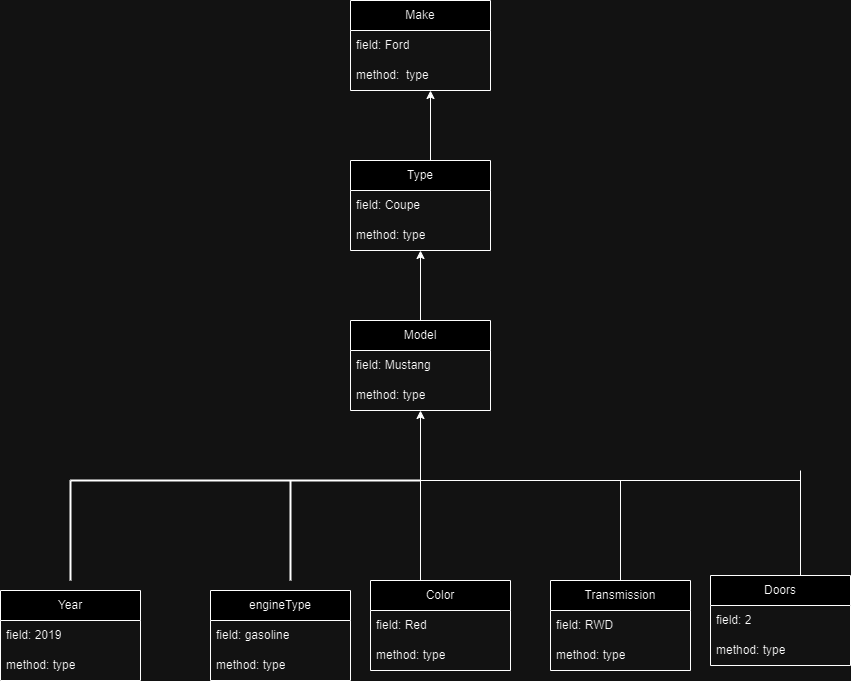 Make
field: Ford
method:  type
Type
field: Coupe
method: type
Model
field: Mustang
method: type
Year
field: 2019
method: type
engineType
field: gasoline
method: type
Color
field: Red
method: type
Transmission
field: RWD
method: type
Doors
field: 2
method: type